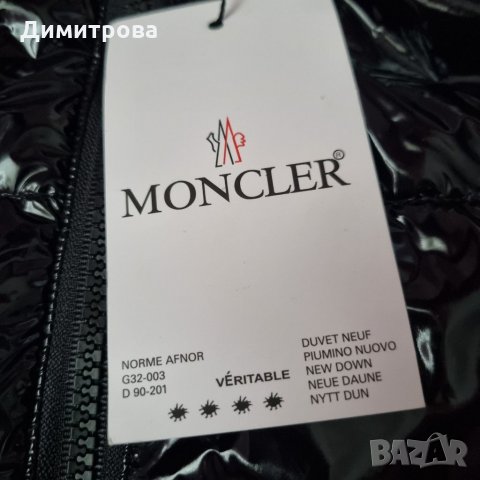 Димитрова
MONCLER®
NORME AFNOR
G32-003
D 90-201
VÉRITABLE
DUVET NEUF
PIUMINO NUOVO
NEW DOWN
NEUE DAUNE
NYTT DUN
BAZAR